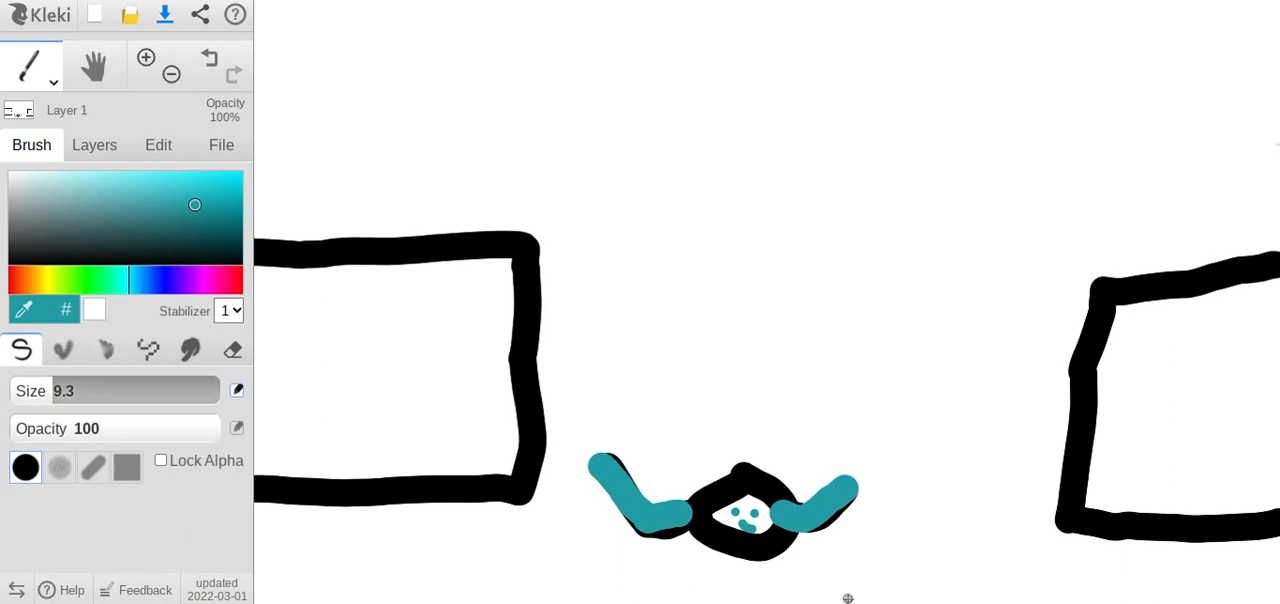 Kleki
Layer 1
Opacity
100%
Brush Layers Edit File
# Stabilizer 1
Size 9.3
Opacity 100
Lock Alpha
Help Feedback updated
2022-03-01